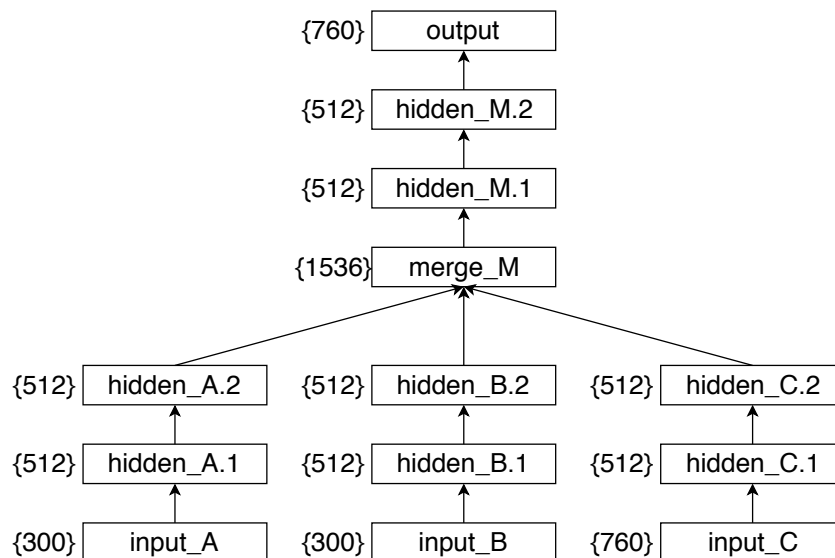 {760} output
{512} hidden_M.2
{512} hidden_M.1
{1536} merge_M
{512} hidden_A.2 {512} hidden_B.2 {512} hidden_C.2
{512} hidden_A.1 {512} hidden_B.1 {512} hidden_C.1
{300} input_A {300} input_B {760} input_C